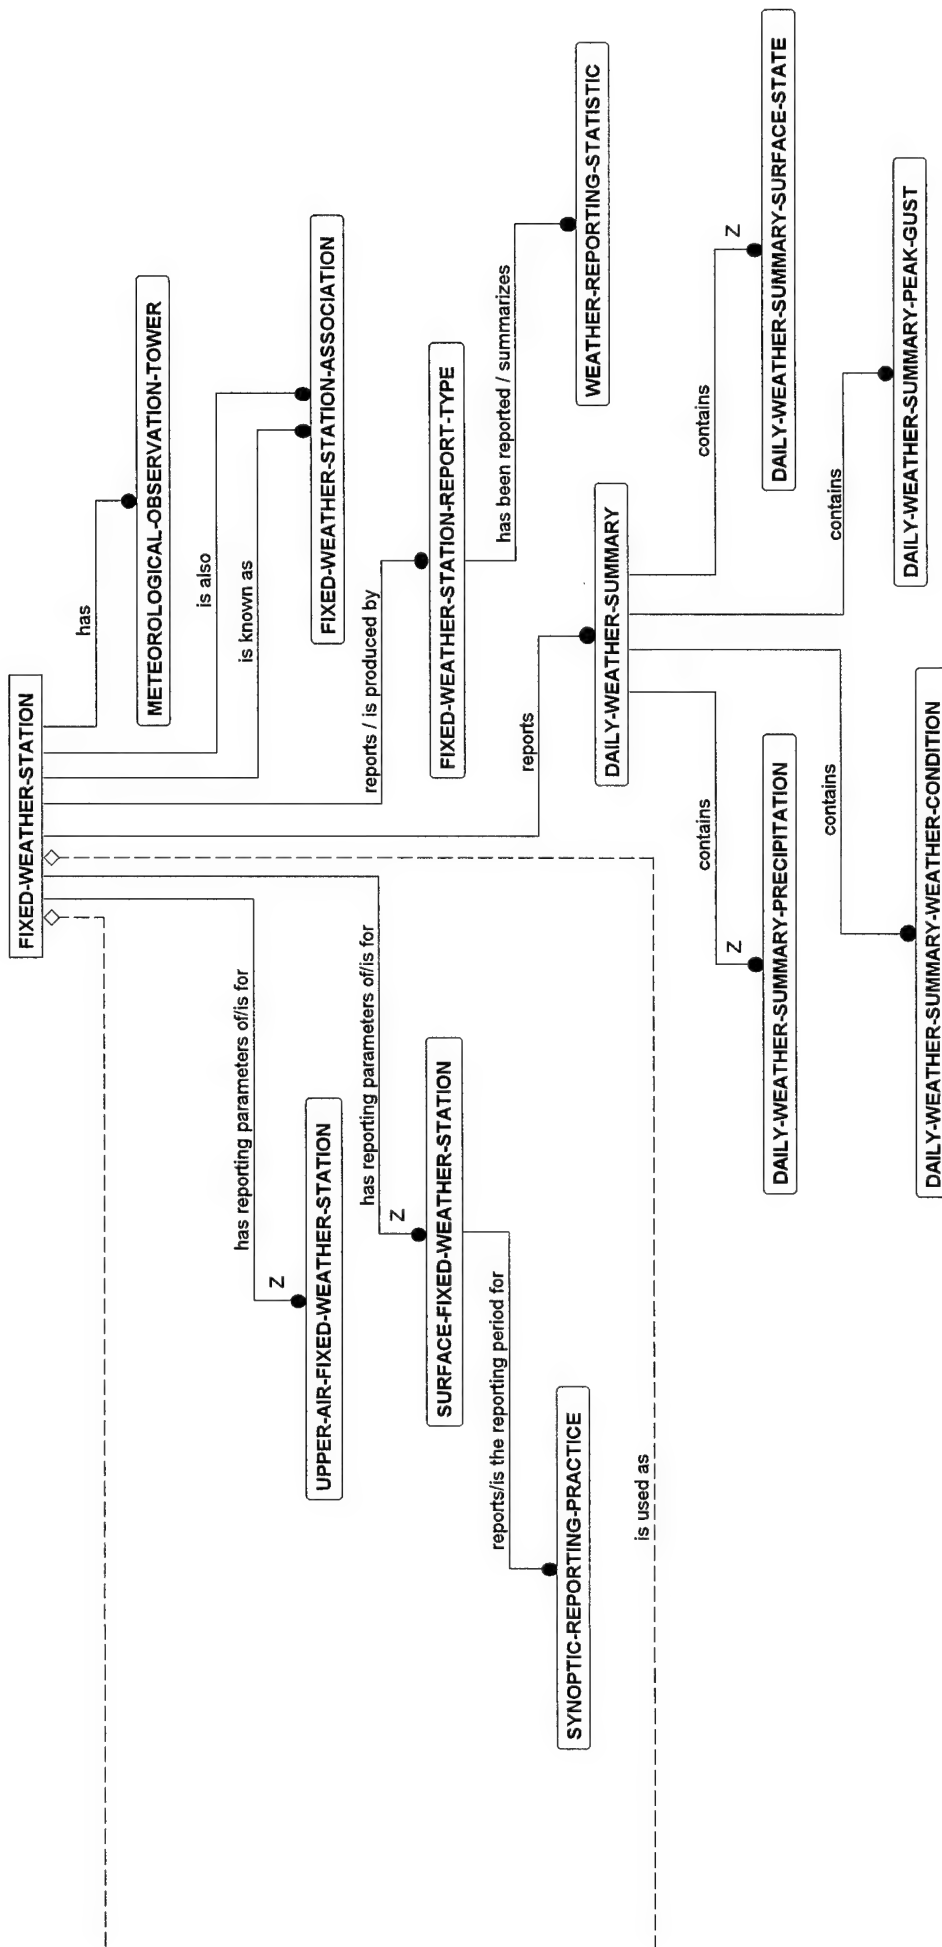 FIXED-WEATHER-STATION
has
METEOROLOGICAL-OBSERVATION-TOWER
is also
is known as
FIXED-WEATHER-STATION-ASSOCIATION
reports / is produced by
FIXED-WEATHER-STATION-REPORT-TYPE
has been reported / summarizes
WEATHER-REPORTING-STATISTIC
reports
DAILY-WEATHER-SUMMARY
contains
Z
DAILY-WEATHER-SUMMARY-SURFACE-STATE
contains
DAILY-WEATHER-SUMMARY-PEAK-GUST
contains
Z
DAILY-WEATHER-SUMMARY-PRECIPITATION
contains
DAILY-WEATHER-SUMMARY-WEATHER-CONDITION
has reporting parameters of/is for
Z
UPPER-AIR-FIXED-WEATHER-STATION
has reporting parameters of/is for
Z
SURFACE-FIXED-WEATHER-STATION
reports/is the reporting period for
SYNOPTIC-REPORTING-PRACTICE
is used as